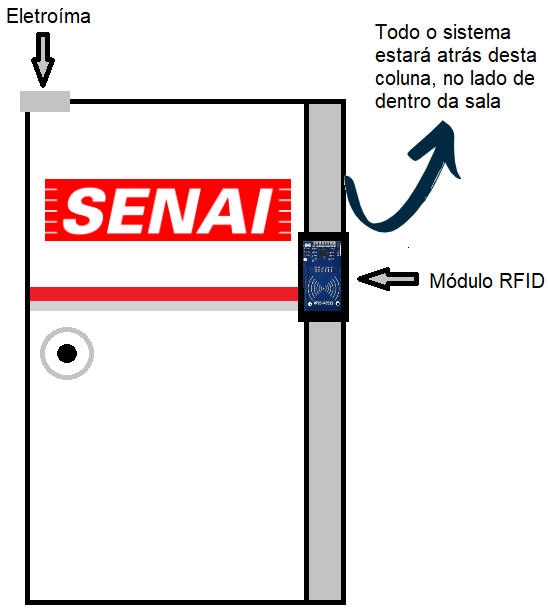 Eletroíma
Todo o sistema
estará atrás desta
coluna, no lado de
dentro da sala
SENAI
Módulo RFID